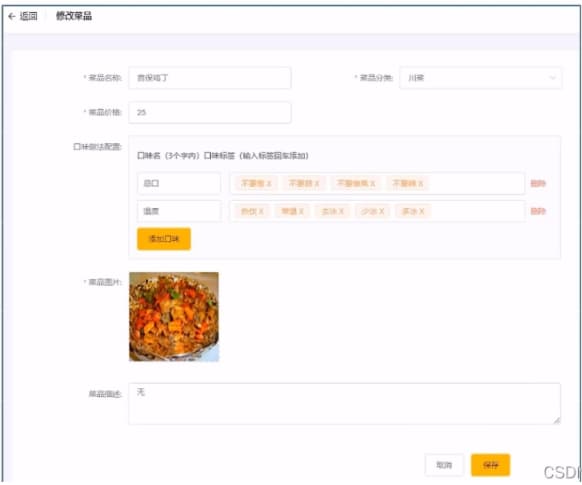 ← 返回 修改菜品
* 菜品名称: 宫保鸡丁
* 菜品分类: 川菜
* 菜品价格: 25
口味做法配置:
口味名（3个字内）口味标签（输入标签回车添加）
忌口 不要葱 X 不要蒜 X 不要香菜 X 不要辣 X 删除
温度 热饮 X 常温 X 去冰 X 少冰 X 多冰 X 删除
添加口味
* 菜品图片:
菜品描述: 无
取消 保存
CSD